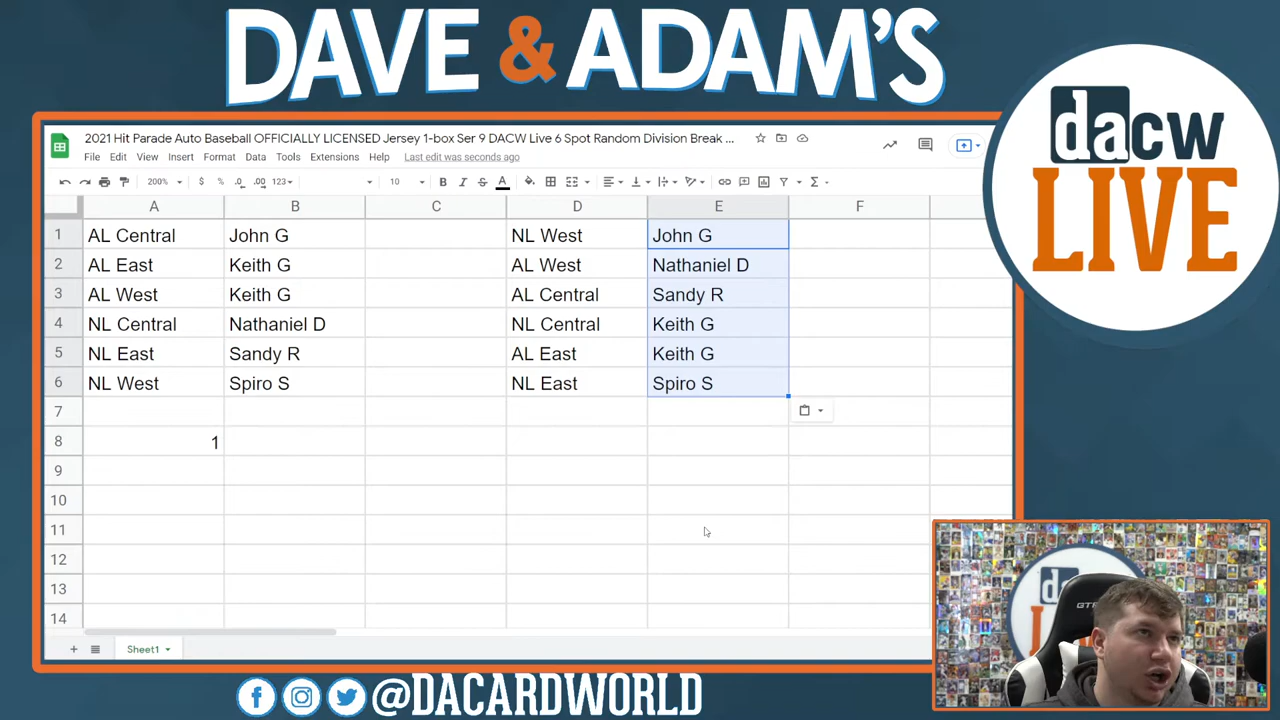 DAVE & ADAM'S
dacw
LIVE
2021 Hit Parade Auto Baseball OFFICIALLY LICENSED Jersey 1-box Ser 9 DACW Live 6 Spot Random Division Break ...
File Edit View Insert Format Data Tools Extensions Help Last edit was seconds ago
200% $ % .0 .00 123 10 B I S A
A B C D E F
1 AL Central John G NL West John G
2 AL East Keith G AL West Nathaniel D
3 AL West Keith G AL Central Sandy R
4 NL Central Nathaniel D NL Central Keith G
5 NL East Sandy R AL East Keith G
6 NL West Spiro S NL East Spiro S
7
8 1
9
10
11
12
13
14
Sheet1
da
GT
@DACARDWORLD